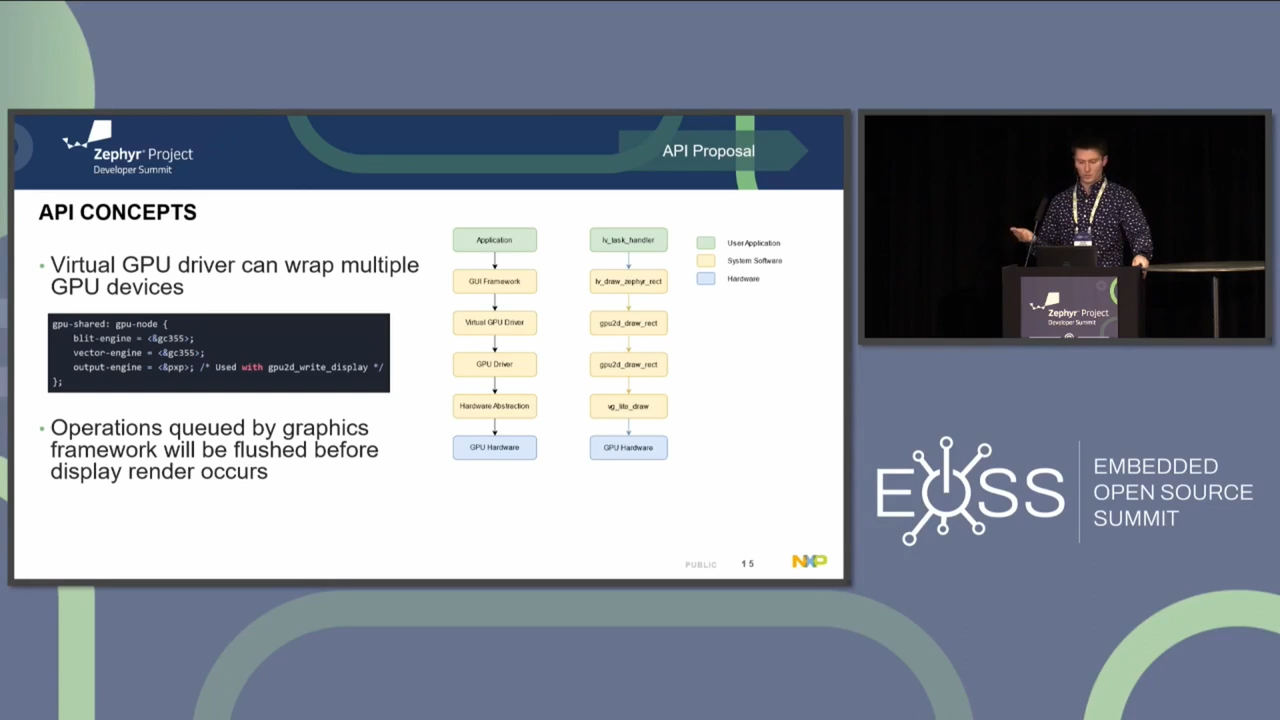 Zephyr® Project
Developer Summit
API Proposal
API CONCEPTS
• Virtual GPU driver can wrap multiple
GPU devices
gpu-shared: gpu-node {
blit-engine = <&gc355>;
vector-engine = <&gc355>;
output-engine = <&pxp>; /* Used with gpu2d_write_display */
};
• Operations queued by graphics
framework will be flushed before
display render occurs
Application
GUI Framework
Virtual GPU Driver
GPU Driver
Hardware Abstraction
GPU Hardware
lv_task_handler
lv_draw_zephyr_rect
gpu2d_draw_rect
gpu2d_draw_rect
vg_lite_draw
GPU Hardware
User Application
System Software
Hardware
PUBLIC
15
NXP
Zephyr® Project
Developer Summit
EOSS
EMBEDDED
OPEN SOURCE
SUMMIT